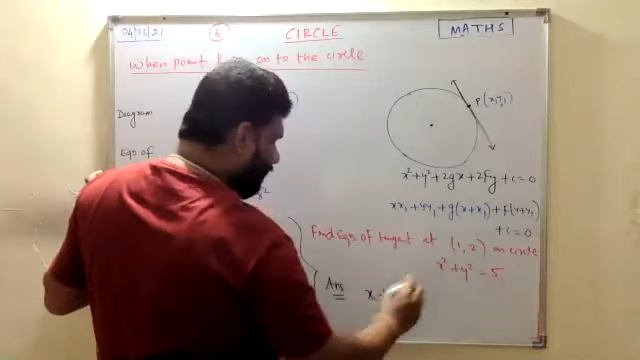 04/05/21 6 CIRCLE MATHS
When point on to the circle
Diagram
P(x₁y₁)
Eqn of
x²+y²+2gx+2fy+c=0
xx₁+yy₁+g(x+x₁)+f(y+y₁)
+c=0
Find Eqn of tangent at (1,2) on circle
x²+y²=5
Ans